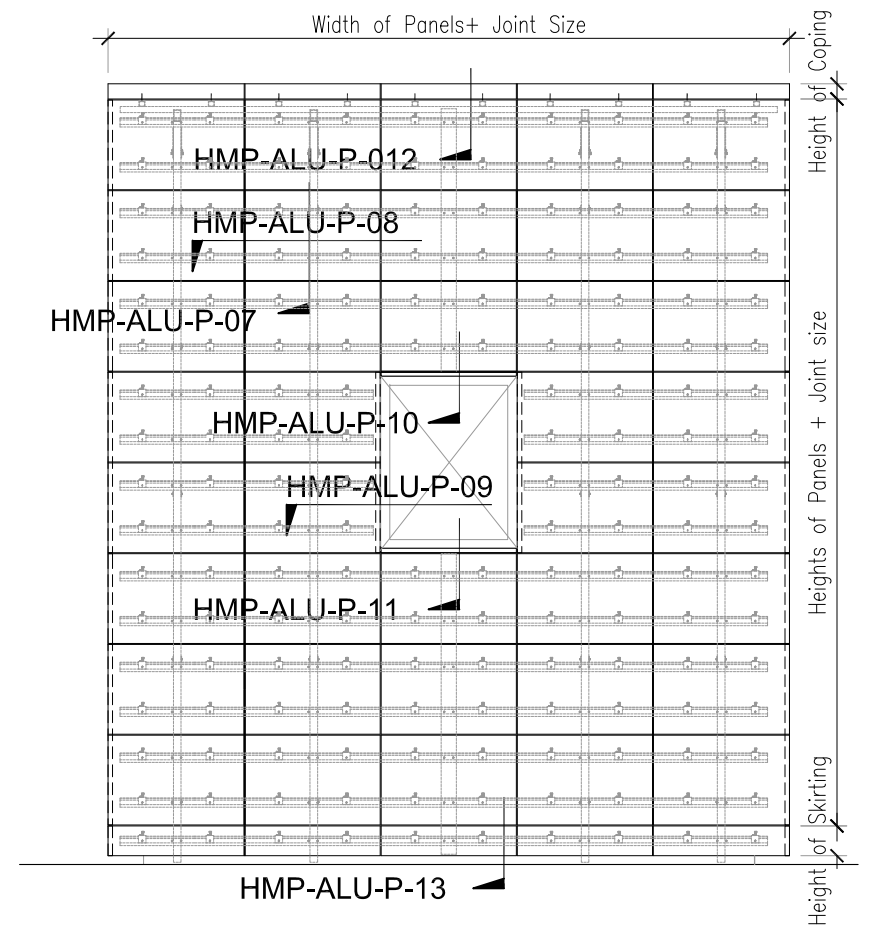 Width of Panels+ Joint Size
Height of Coping
HMP-ALU-P-012
HMP-ALU-P-08
HMP-ALU-P-07
Heights of Panels + Joint size
HMP-ALU-P-10
HMP-ALU-P-09
HMP-ALU-P-11
Height of Skirting
HMP-ALU-P-13